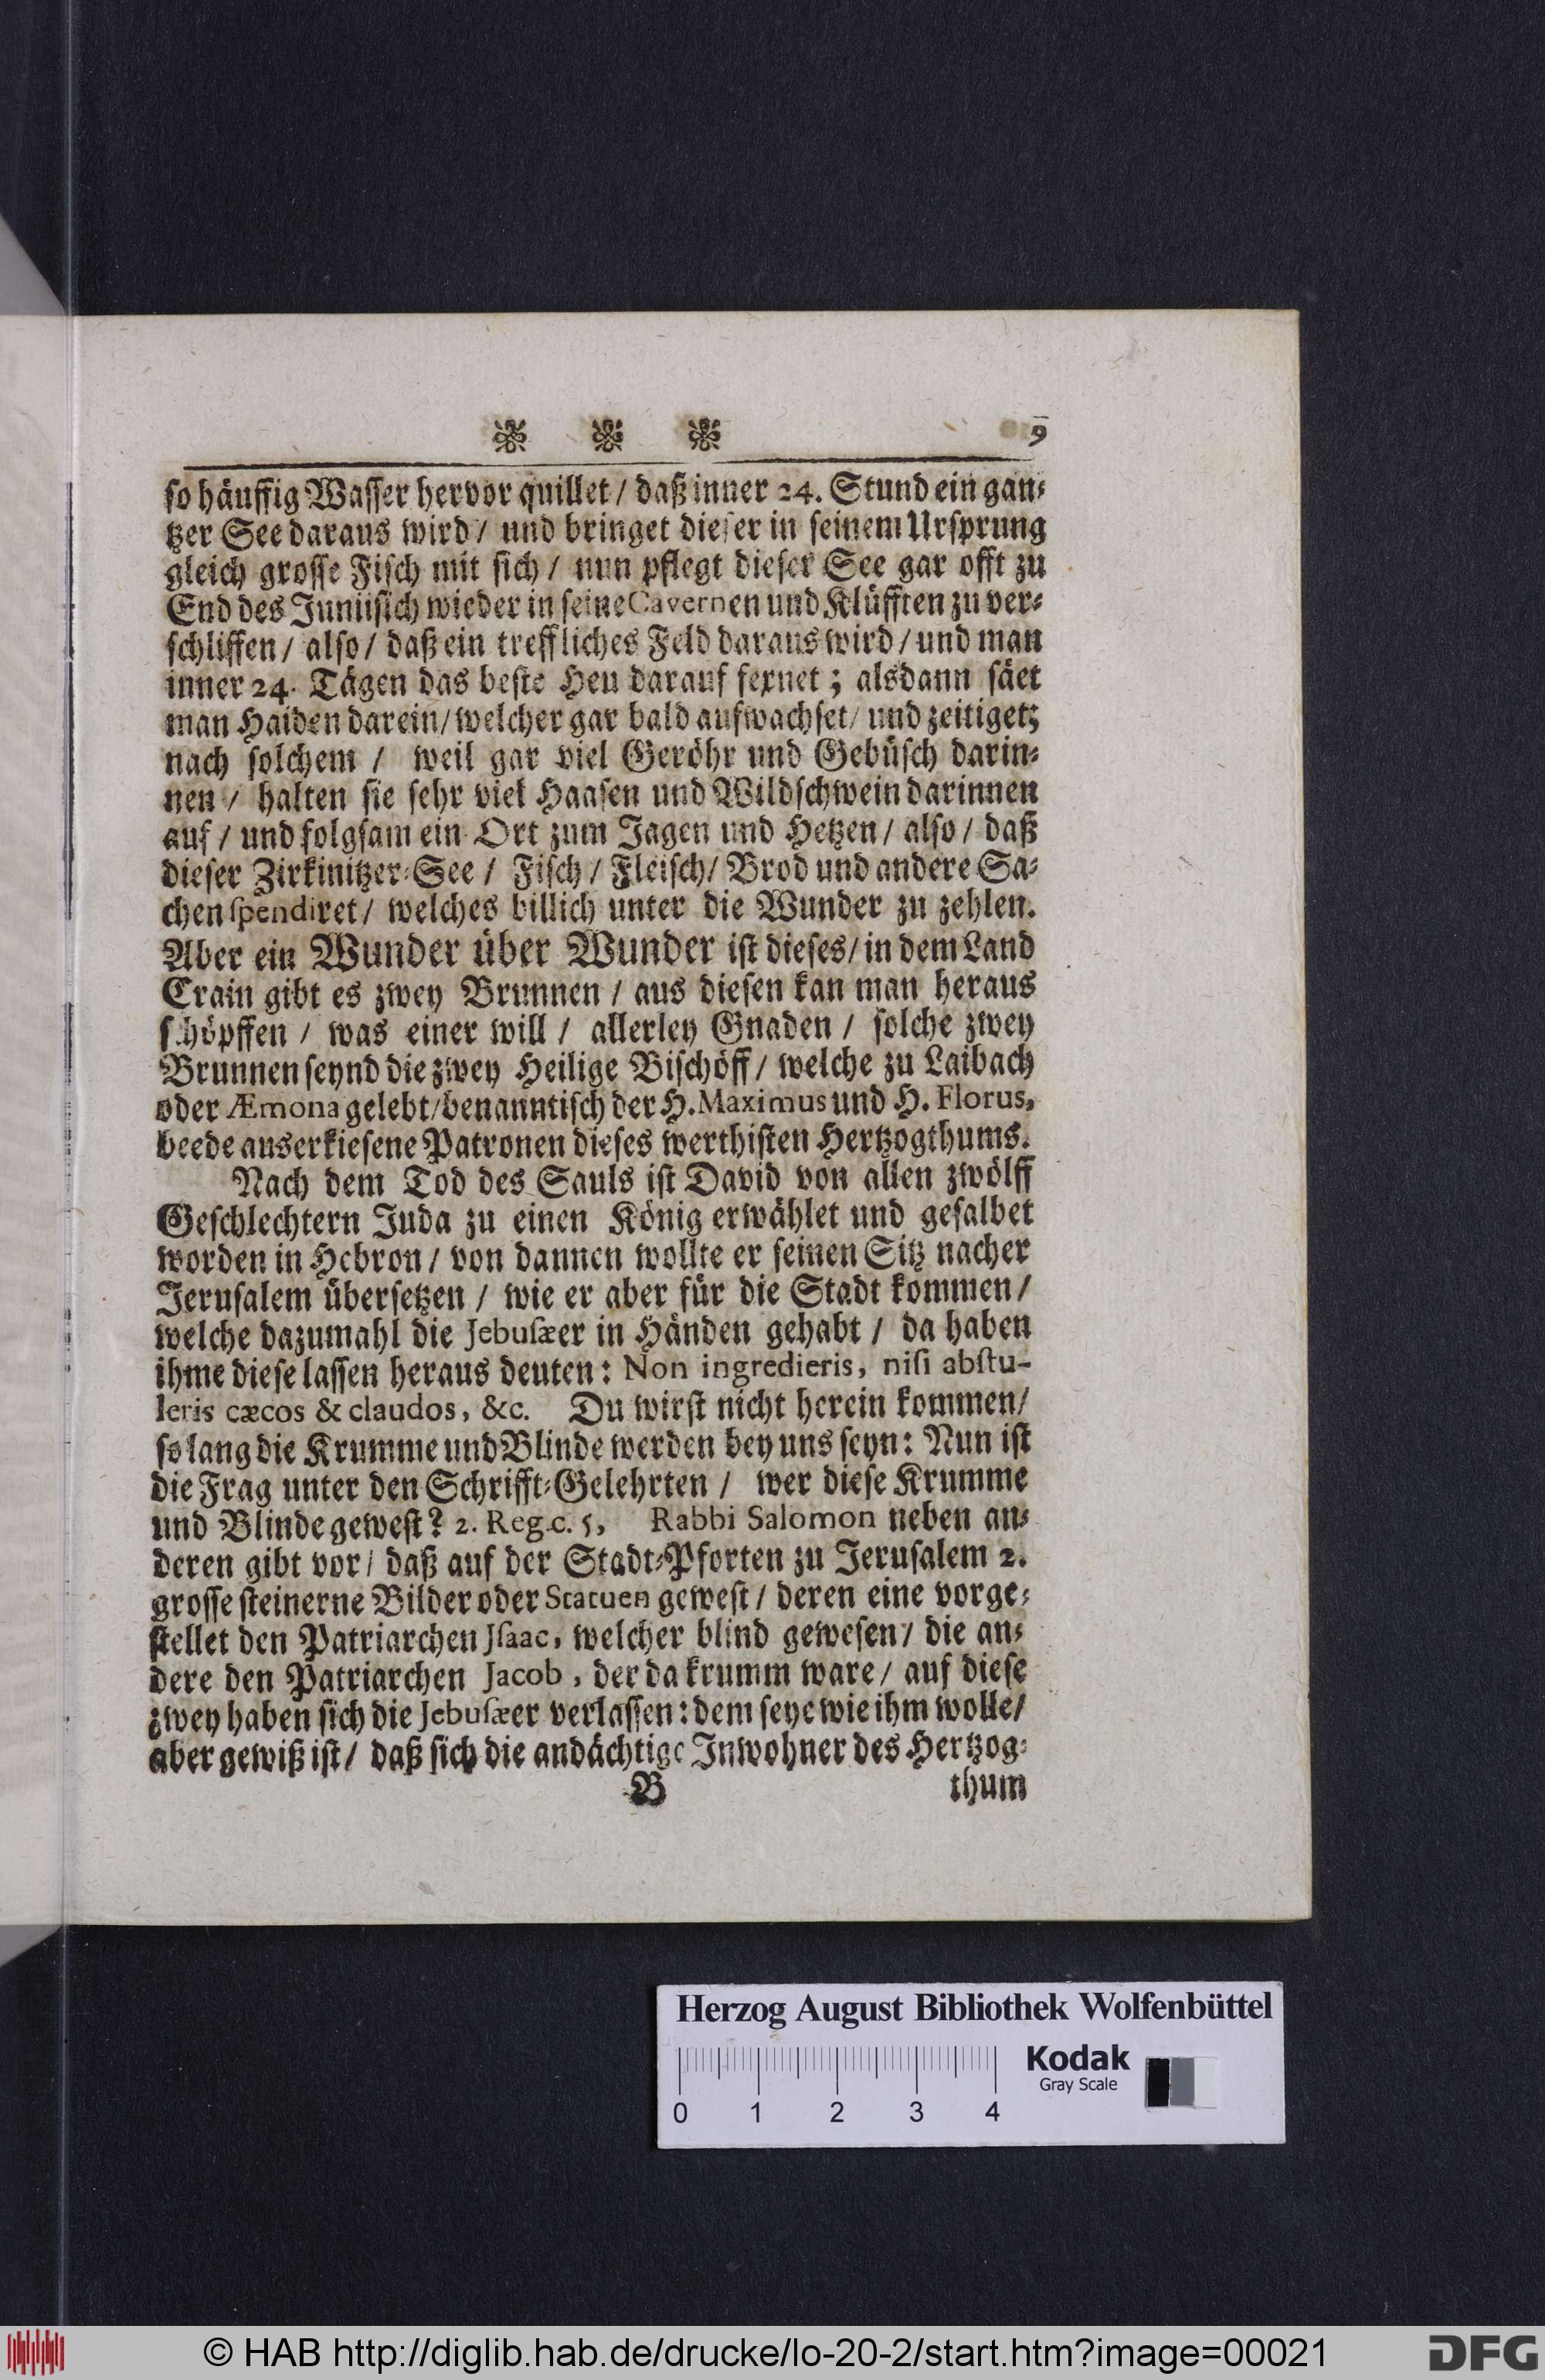 9
so häuffig Wasser hervor quillet / daß inner 24. Stund ein gan-
tzer See daraus wird / und bringet dieser in seinem Ursprung
gleich grosse Fisch mit sich / nun pflegt dieser See gar offt zu
End des Junii sich wieder in seine Cavernen und Klüfften zu ver-
schliffen / also / daß ein treffliches Feld daraus wird / und man
inner 24. Tägen das beste Heu darauf fexnet ; alsdann säet
man Haiden darein / welcher gar bald aufwachset / und zeitiget;
nach solchem / weil gar viel Geröhr und Gebüsch darin-
nen / halten sie sehr viel Haasen und Wildschwein darinnen
auf / und folgsam ein Ort zum Jagen und Hetzen / also / daß
dieser Zirkinitzer-See / Fisch / Fleisch / Brod und andere Sa-
chen spendiret / welches billich unter die Wunder zu zehlen.
Aber ein Wunder über Wunder ist dieses / in dem Land
Crain gibt es zwey Brunnen / aus diesen kan man heraus
schöpffen / was einer will / allerley Gnaden / solche zwey
Brunnen seynd die zwey Heilige Bischöff / welche zu Laibach
oder Æmona gelebt / benanntisch der H. Maximus und H. Florus,
beede auserkiesene Patronen dieses werthisten Hertzogthums.
Nach dem Tod des Sauls ist David von allen zwölff
Geschlechtern Juda zu einen König erwählet und gesalbet
worden in Hebron / von dannen wollte er seinen Sitz nacher
Jerusalem übersetzen / wie er aber für die Stadt kommen /
welche dazumahl die Jebusæer in Händen gehabt / da haben
ihme diese lassen heraus deuten : Non ingredieris, nisi abstu-
leris cæcos & claudos, &c. Du wirst nicht herein kommen /
so lang die Krumme und Blinde werden bey uns seyn : Nun ist
die Frag unter den Schrifft-Gelehrten / wer diese Krumme
und Blinde gewest? 2. Reg. c. 5, Rabbi Salomon neben an-
deren gibt vor / daß auf der Stadt-Pforten zu Jerusalem 2.
grosse steinerne Bilder oder Statuen gewest / deren eine vorge-
stellet den Patriarchen Isaac, welcher blind gewesen / die an-
dere den Patriarchen Jacob, der da krumm ware / auf diese
zwey haben sich die Jebusæer verlassen : dem seye wie ihm wolle /
aber gewiß ist / daß sich die andächtige Inwohner des Hertzog-
B thum
Herzog August Bibliothek Wolfenbüttel
Kodak
Gray Scale
0 1 2 3 4
© HAB http://diglib.hab.de/drucke/lo-20-2/start.htm?image=00021
DFG